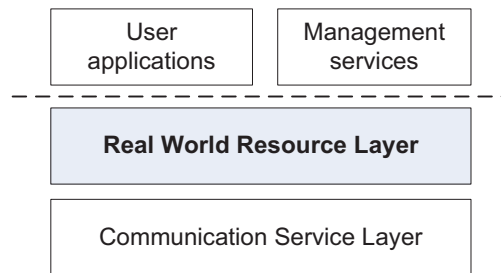 User
applications
Management
services
Real World Resource Layer
Communication Service Layer